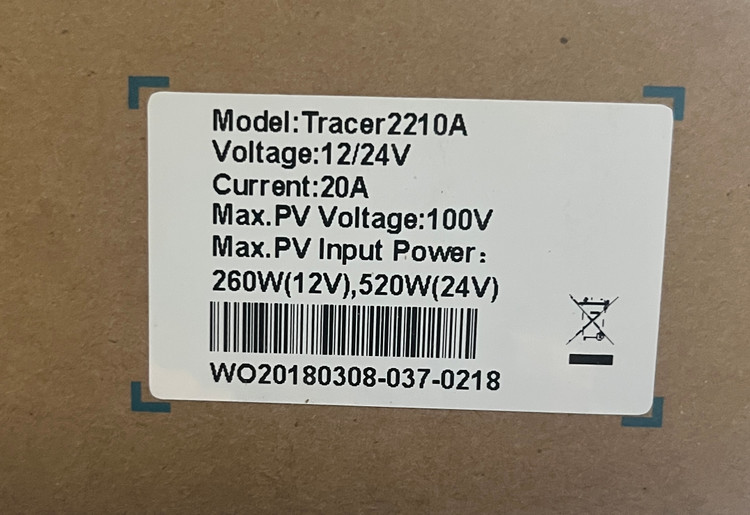 Model:Tracer2210A
Voltage:12/24V
Current:20A
Max.PV Voltage:100V
Max.PV Input Power：
260W(12V),520W(24V)
WO20180308-037-0218